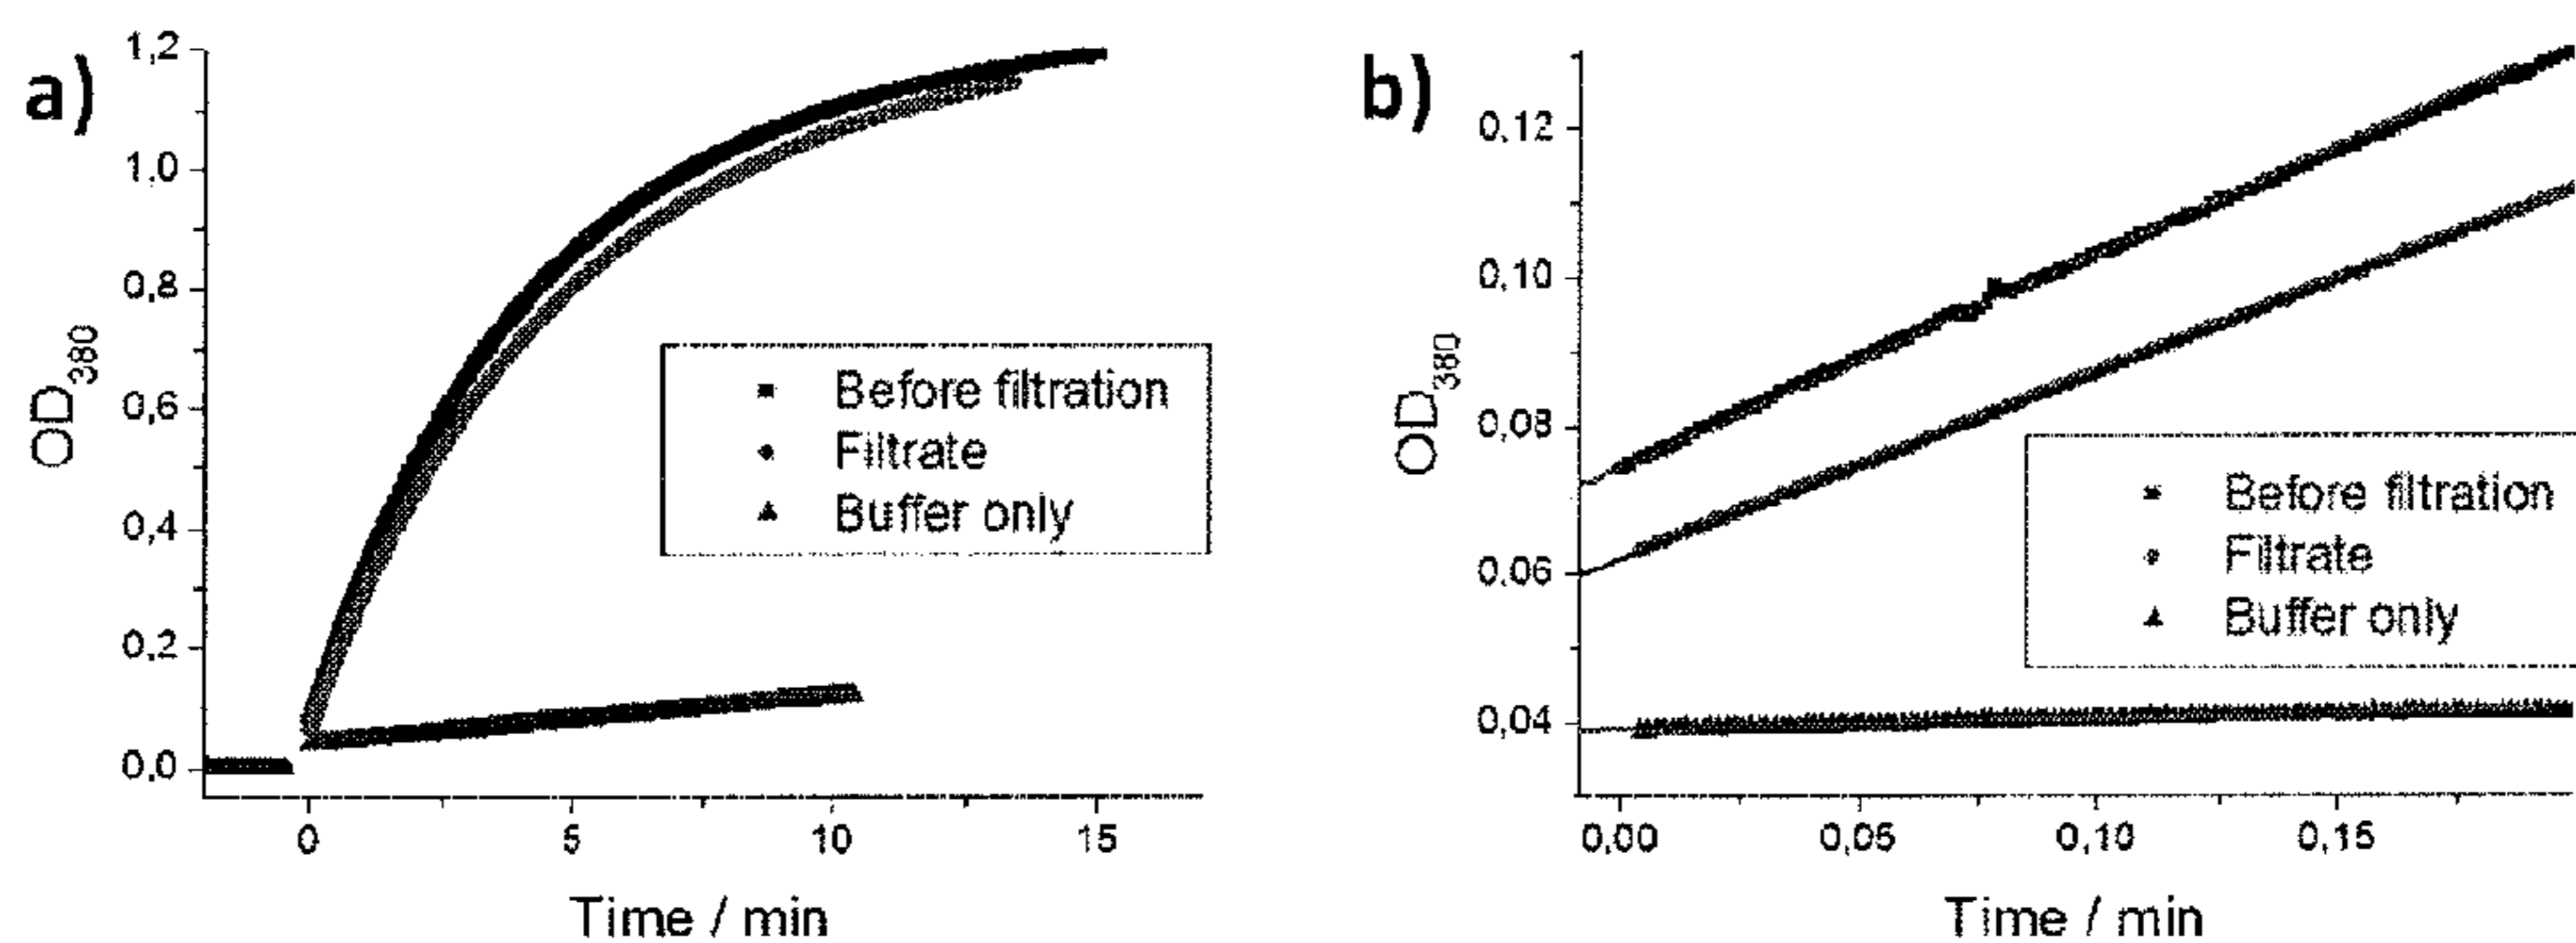 a)
1,2
1,0
0,8
0,6
0,4
0,2
0,0
OD380
Before filtration
Filtrate
Buffer only
0
5
10
15
Time / min
b)
0,12
0,10
0,08
0,06
0,04
OD380
Before filtration
Filtrate
Buffer only
0,00
0,05
0,10
0,15
Time / min